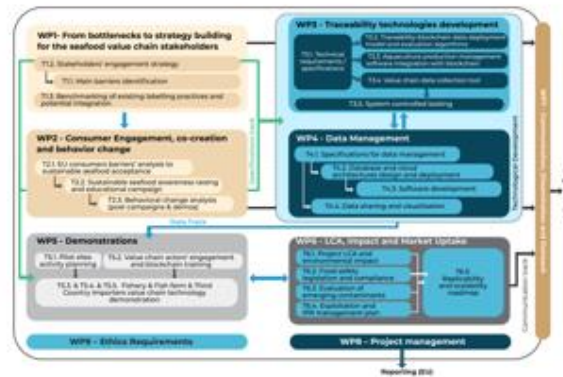 WP1- From bottlenecks to strategy building
for the seafood value chain stakeholders
T1.2. Stakeholders' engagement strategy
T1.1. Main barriers identification
T1.3. Benchmarking of existing labelling practices and
potential integration.
WP2 - Consumer Engagement, co-creation
and behavior change
T2.1. EU consumers barriers' analysis to
sustainable seafood acceptance
T2.2. Sustainable seafood awareness raising
and educational campaign
T2.3. Behavioral change analysis
(post campaigns & demos)
WP3 - Traceability technologies development
T3.1. Technical
requirements/
specifications
T3.2. Traceability blockchain data deployment
model and evaluation algorithms
T3.3. Aquaculture production management
software integration with blockchain
T3.4. Value chain data collection tool
T3.5. System controlled testing
WP4 - Data Management
T4.1. Specifications for data management
T4.2. Database and cloud
architectures design and deployment
T4.3. Software development
T4.4. Data sharing and visualisation
Technological Development
Data Track
WP5 - Demonstrations
T5.1. Pilot sites
activity planning
T5.2. Value chain actors' engagement
and blockchain training
T5.3. & T5.4. & T5.5. Fishery & Fish farm & Third
Country important value chain technology
demonstration
WP6 - LCA, Impact and Market Uptake
T6.1. Project LCA and
environmental impact
T6.2. Food safety
legislation and compliance
T6.3. Evaluation of
emerging contaminants
T6.4. Exploitation and
IPR management plan
T6.5.
Replicability
and scalability
roadmap
Communication track
WP9 - Ethics Requirements
WP8 - Project management
Reporting (EU)